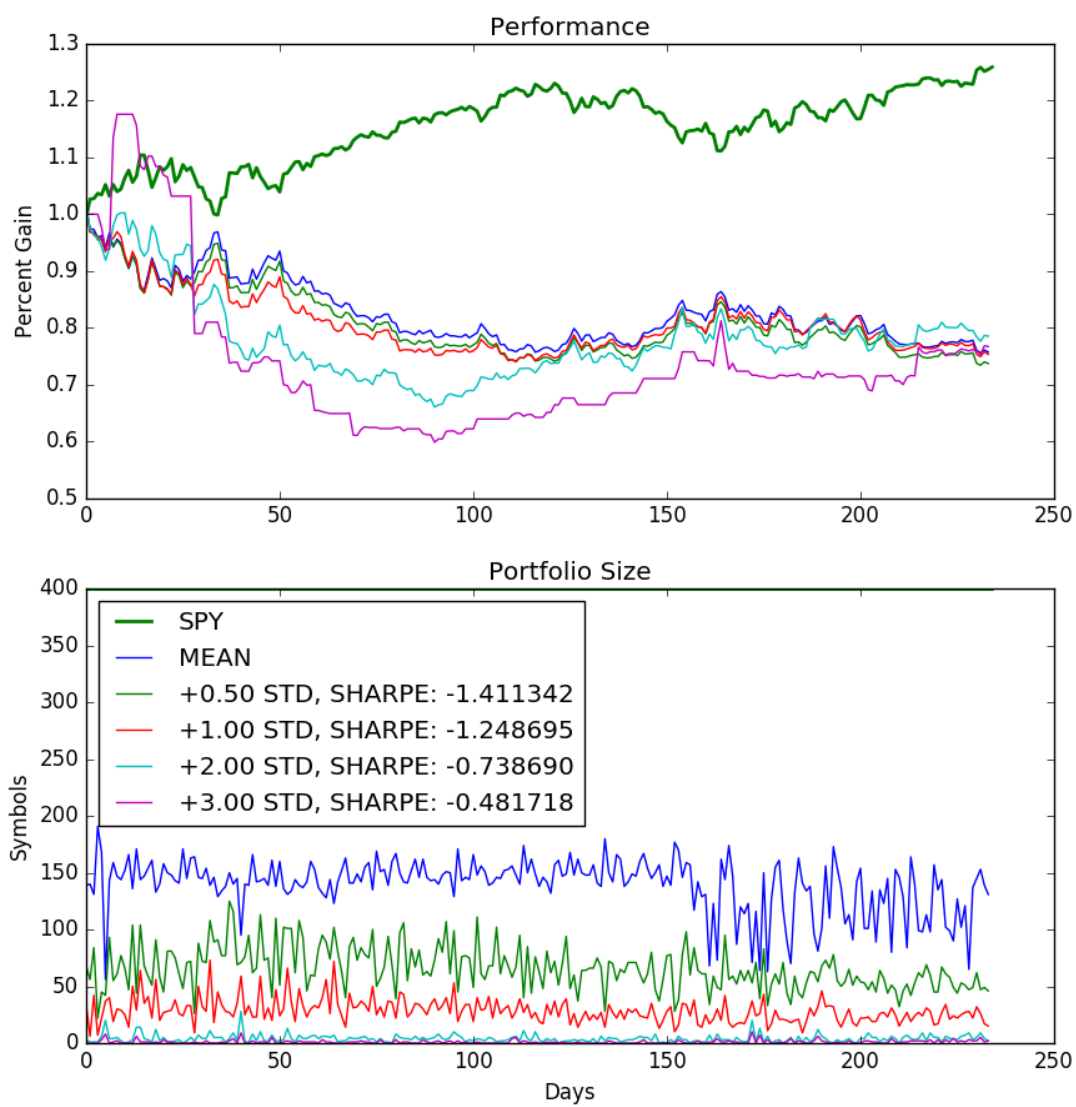 Performance
1.3
1.2
1.1
1.0
0.9
0.8
0.7
0.6
0.5
Percent Gain
0 50 100 150 200 250
Portfolio Size
400
350
300
250
200
150
100
50
0
Symbols
SPY
MEAN
+0.50 STD, SHARPE: -1.411342
+1.00 STD, SHARPE: -1.248695
+2.00 STD, SHARPE: -0.738690
+3.00 STD, SHARPE: -0.481718
0 50 100 150 200 250
Days